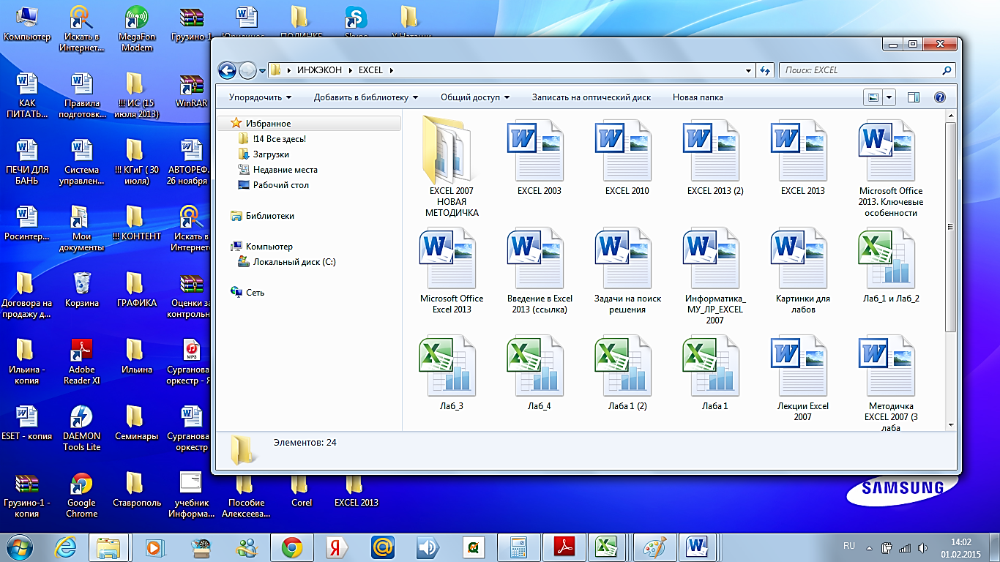 Компьютер
Искать в
Интернет...
MegaFon
Modem
Грузино-1
Skype
У Наташи
КАК
ПИТАТЬ...
Правила
подготовк...
!!! ИС (15
июля 2013)
WinRAR
ПЕЧИ ДЛЯ
БАНЬ
Система
управлен...
!!! КГиГ ( 30
июля)
АВТОРЕФ.
26 ноября
Росинтер...
Мои
документы
!!! КОНТЕНТ
Искать в
Интернет
Договора на
продажу д...
Корзина
ГРАФИКА
Оценки за
контрольн
Ильина -
копия
Adobe
Reader XI
Ильина
MP3
Сурганова
оркестр - Я
ESET - копия
DAEMON
Tools Lite
Семинары
Сурганова
оркестр
Грузино-1 -
копия
Google
Chrome
Ставрополь
учебник
Информа...
Пособие
Алексеева...
Corel
EXCEL 2013
ИНЖЭКОН
EXCEL
Поиск: EXCEL
Упорядочить
Добавить в библиотеку
Общий доступ
Записать на оптический диск
Новая папка
Избранное
!14 Все здесь!
Загрузки
Недавние места
Рабочий стол
Библиотеки
Компьютер
Локальный диск (C:)
Сеть
EXCEL 2007
НОВАЯ
МЕТОДИЧКА
EXCEL 2003
EXCEL 2010
EXCEL 2013 (2)
EXCEL 2013
Microsoft Office
2013. Ключевые
особенности
Microsoft Office
Excel 2013
Введение в Excel
2013 (ссылка)
Задачи на поиск
решения
Информатика_
МУ_ЛР_EXCEL
2007
Картинки для
лабов
Лаб_1 и Лаб_2
Лаб_3
Лаб_4
Лаба 1 (2)
Лаба 1
Лекции Excel
2007
Методичка
EXCEL 2007 (3
лаба
Элементов: 24
SAMSUNG
RU
14:02
01.02.2015